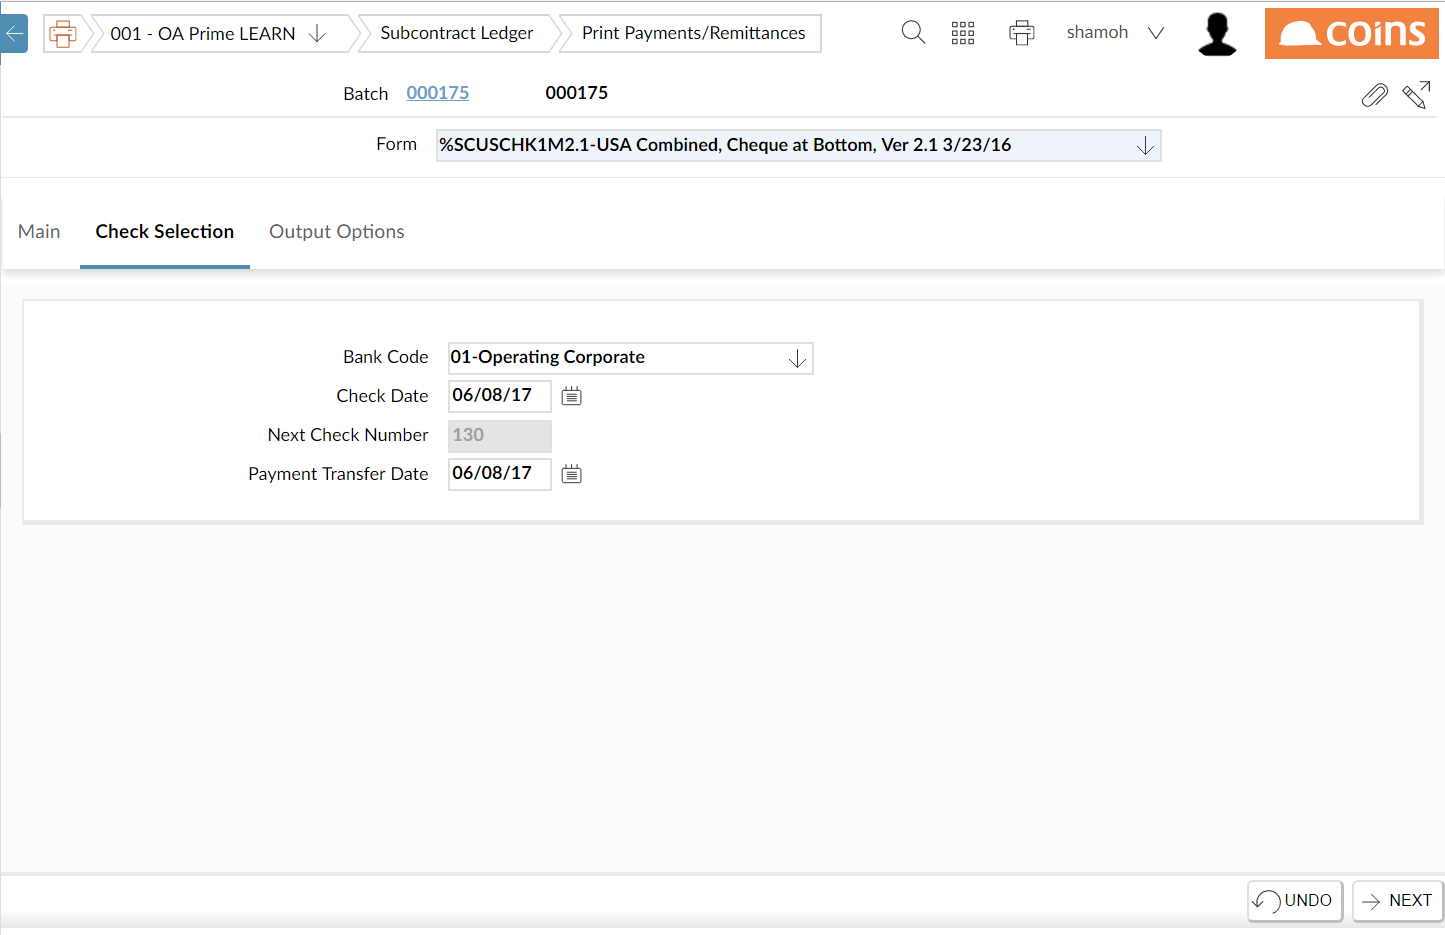 001 - OA Prime LEARN
Subcontract Ledger
Print Payments/Remittances
shamoh
coins
Batch 000175 000175
Form %SCUSCHK1M2.1-USA Combined, Cheque at Bottom, Ver 2.1 3/23/16
Main Check Selection Output Options
Bank Code 01-Operating Corporate
Check Date 06/08/17
Next Check Number 130
Payment Transfer Date 06/08/17
UNDO NEXT